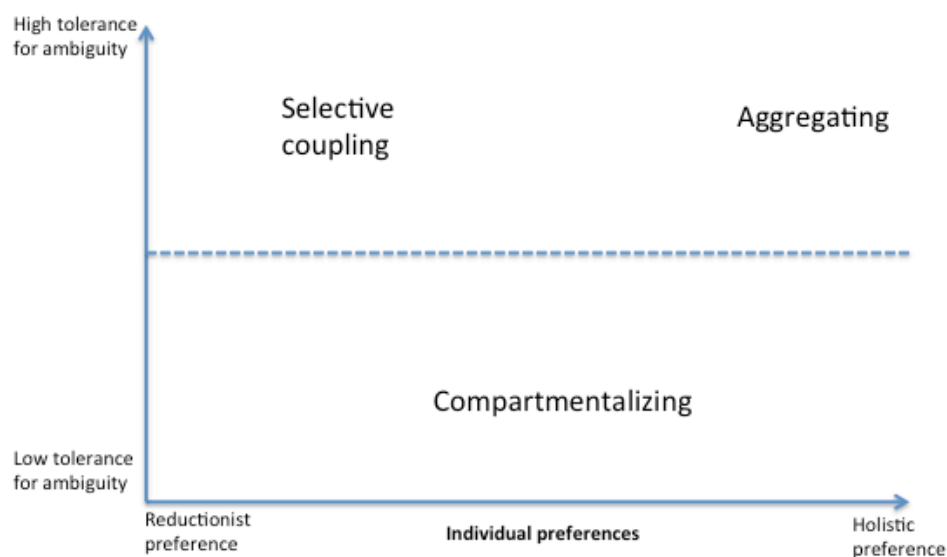 High tolerance
for ambiguity
Selective
coupling
Aggregating
Compartmentalizing
Low tolerance
for ambiguity
Reductionist
preference
Individual preferences
Holistic
preference